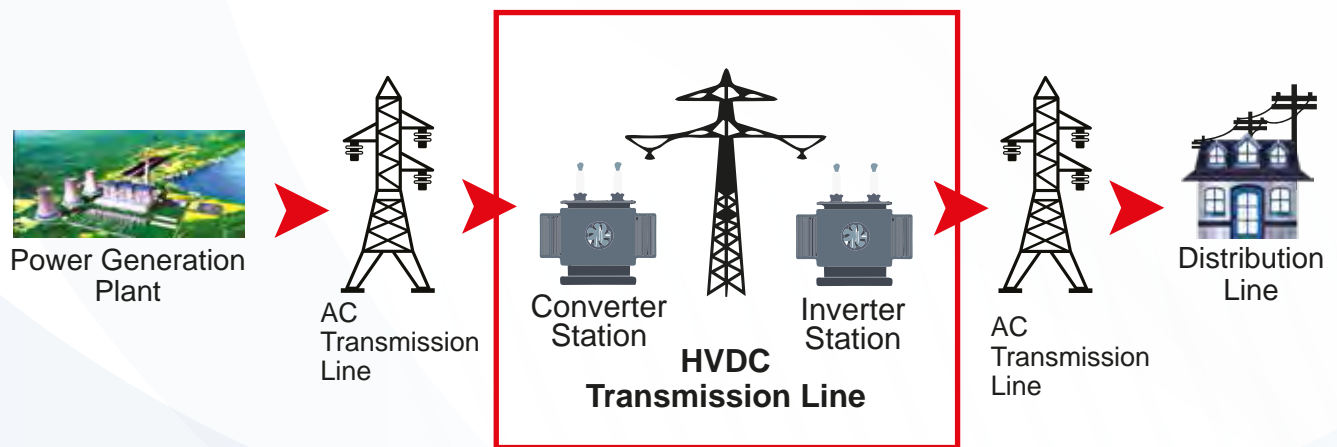 Power Generation
Plant
AC
Transmission
Line
Converter
Station
Inverter
Station
HVDC
Transmission Line
AC
Transmission
Line
Distribution
Line